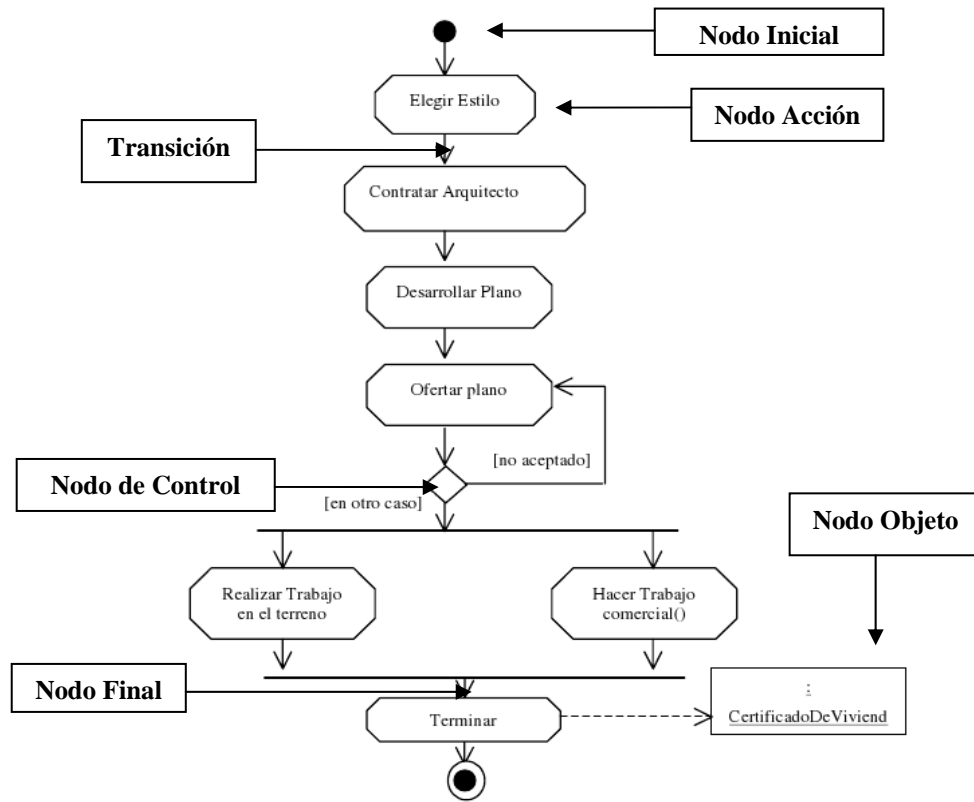 Nodo Inicial
Elegir Estilo
Nodo Acción
Transición
Contratar Arquitecto
Desarrollar Plano
Ofertar plano
[no aceptado]
Nodo de Control
[en otro caso]
Nodo Objeto
Realizar Trabajo
en el terreno
Hacer Trabajo
comercial()
Nodo Final
:
CertificadoDeViviend
Terminar